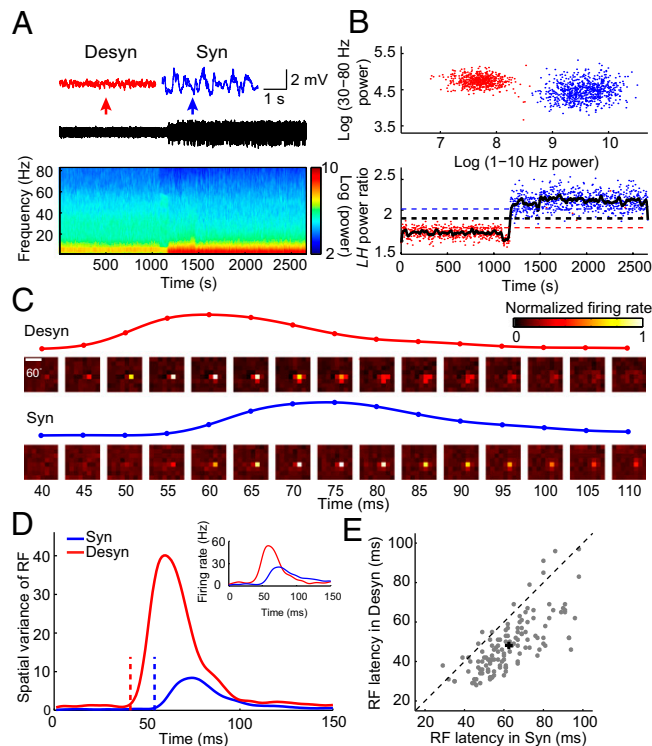 A
Desyn
Syn
2 mV
1 s
Frequency (Hz)
80
60
40
20
500 1000 1500 2000 2500
Time (s)
10
2
Log (power)
B
Log (30−80 Hz power)
5.5
4.5
3.5
7 8 9 10
Log (1−10 Hz power)
LH power ratio
2
1
0 500 1000 1500 2000 2500
Time (s)
C
Normalized firing rate
0 1
Desyn
60°
Syn
40 45 50 55 60 65 70 75 80 85 90 95 100 105 110
Time (ms)
D
Syn
Desyn
Spatial variance of RF
40
30
20
10
0
0 50 100 150
Time (ms)
Firing rate (Hz)
60
30
0
0 50 100 150
Time (ms)
E
RF latency in Desyn (ms)
100
80
60
40
20
20 40 60 80 100
RF latency in Syn (ms)